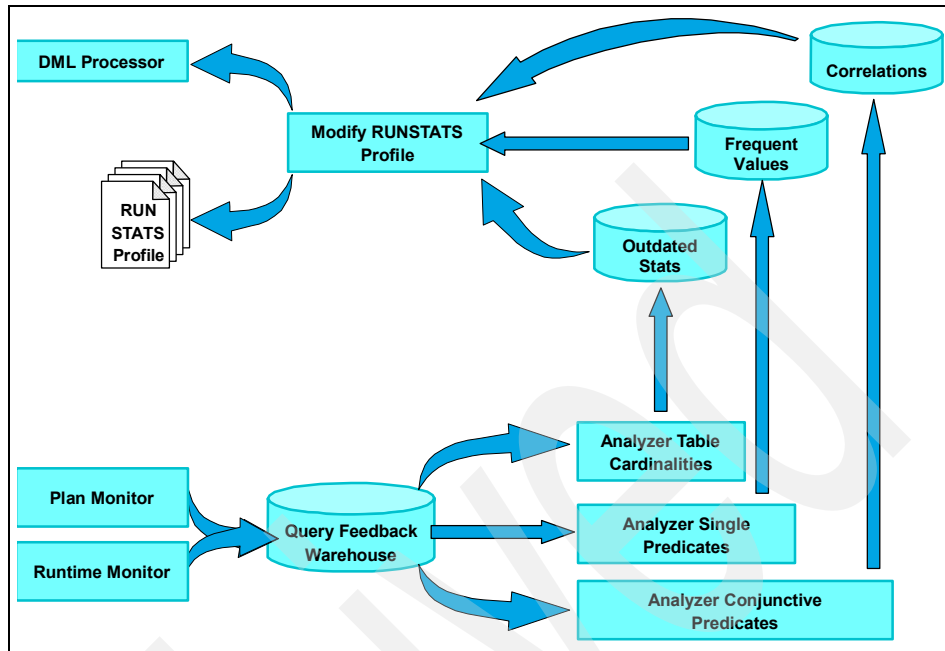 DML Processor
Correlations
Modify RUNSTATS
Profile
Frequent
Values
RUN
STATS
Profile
Outdated
Stats
Analyzer Table
Cardinalities
Plan Monitor
Query Feedback
Warehouse
Analyzer Single
Predicates
Runtime Monitor
Analyzer Conjunctive
Predicates